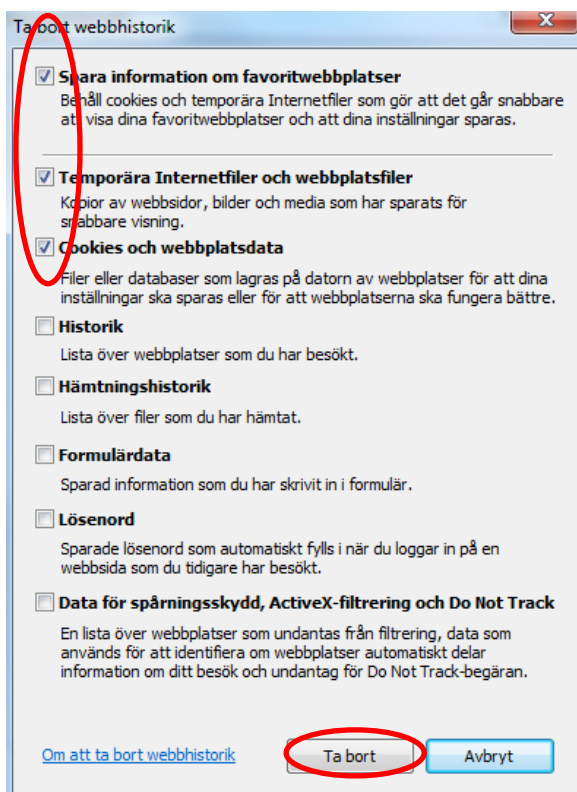 Ta bort webbhistorik
Spara information om favoritwebbplatser
Behåll cookies och temporära Internetfiler som gör att det går snabbare
att visa dina favoritwebbplatser och att dina inställningar sparas.
Temporära Internetfiler och webbplatsfiler
Kopior av webbsidor, bilder och media som har sparats för
snabbare visning.
Cookies och webbplatsdata
Filer eller databaser som lagras på datorn av webbplatser för att dina
inställningar ska sparas eller för att webbplatserna ska fungera bättre.
Historik
Lista över webbplatser som du har besökt.
Hämtningshistorik
Lista över filer som du har hämtat.
Formulärdata
Sparad information som du har skrivit in i formulär.
Lösenord
Sparade lösenord som automatiskt fylls i när du loggar in på en
webbsida som du tidigare har besökt.
Data för spårningsskydd, ActiveX-filtrering och Do Not Track
En lista över webbplatser som undantas från filtrering, data som
används för att identifiera om webbplatser automatiskt delar
information om ditt besök och undantag för Do Not Track-begäran.
Om att ta bort webbhistorik
Ta bort
Avbryt